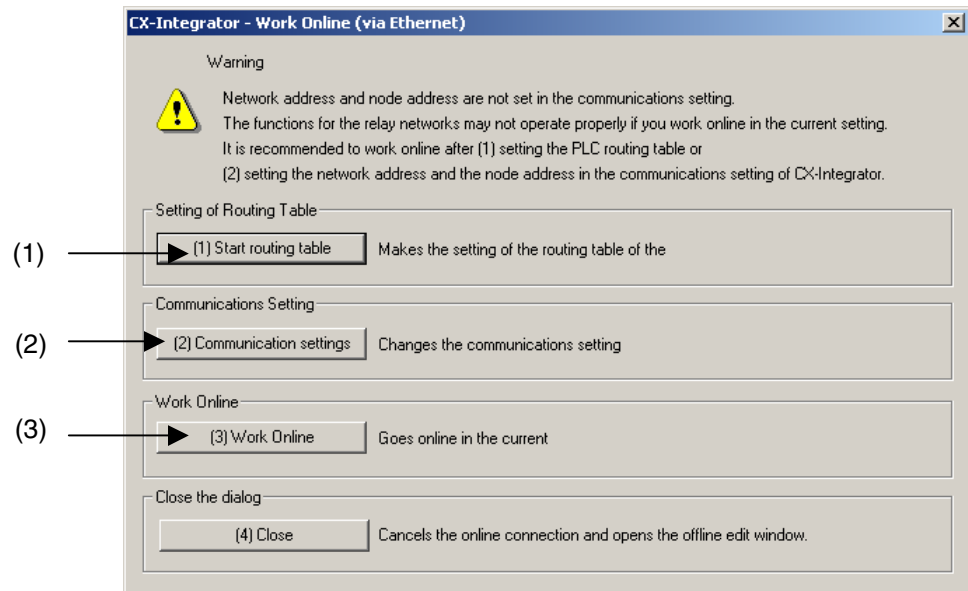 CX-Integrator - Work Online (via Ethernet)
Warning
Network address and node address are not set in the communications setting.
The functions for the relay networks may not operate properly if you work online in the current setting.
It is recommended to work online after (1) setting the PLC routing table or
(2) setting the network address and the node address in the communications setting of CX-Integrator.
Setting of Routing Table
(1)
(1) Start routing table
Makes the setting of the routing table of the
Communications Setting
(2)
(2) Communication settings
Changes the communications setting
Work Online
(3)
(3) Work Online
Goes online in the current
Close the dialog
(4) Close
Cancels the online connection and opens the offline edit window.